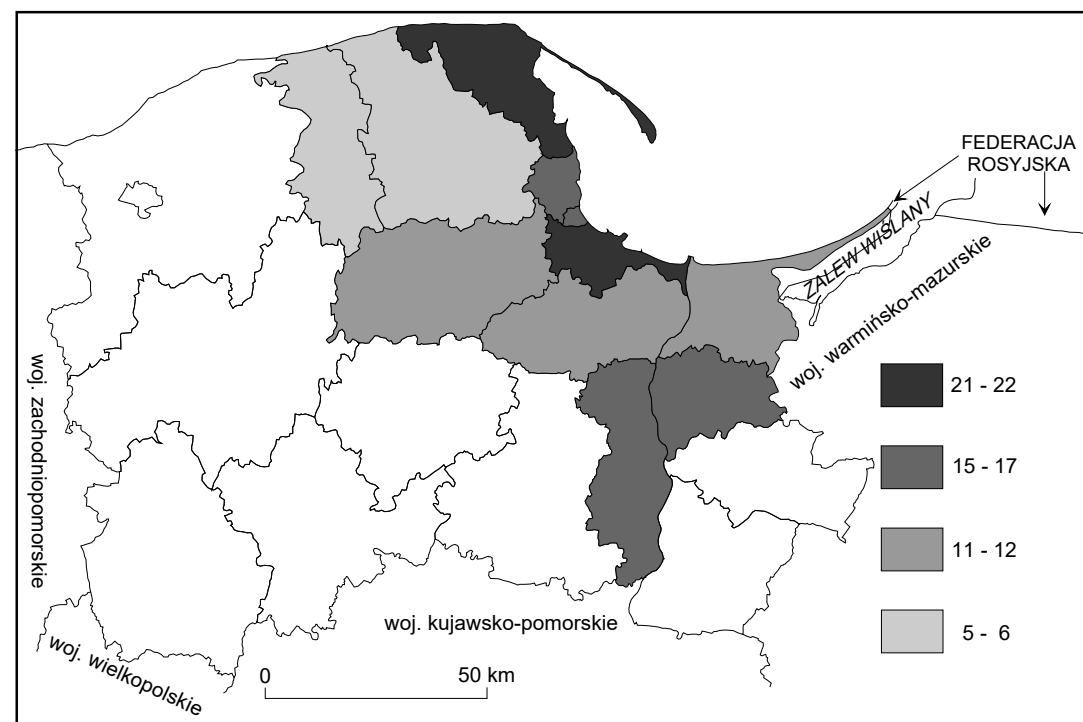 FEDERACJA
ROSYJSKA
ZALEW WIŚLANY
woj. warmińsko-mazurskie
woj. zachodniopomorskie
21 - 22
15 - 17
11 - 12
5 - 6
woj. kujawsko-pomorskie
woj. wielkopolskie
0 50 km